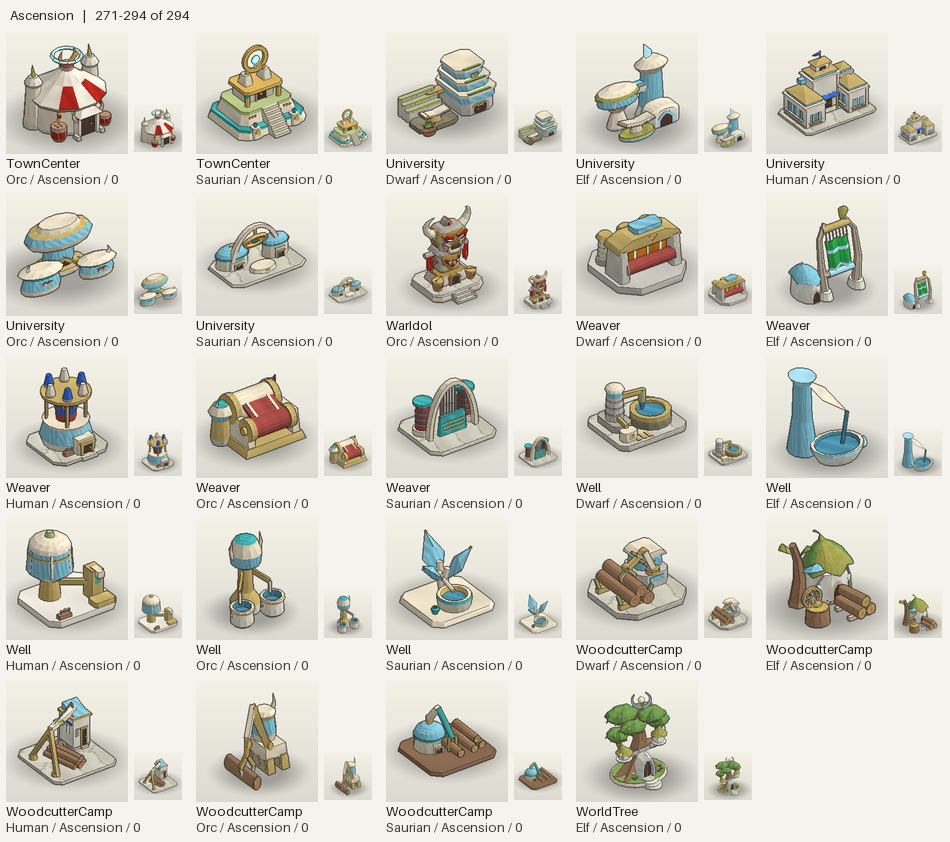 Ascension | 271-294 of 294
TownCenter
Orc / Ascension / 0
TownCenter
Saurian / Ascension / 0
University
Dwarf / Ascension / 0
University
Elf / Ascension / 0
University
Human / Ascension / 0
University
Orc / Ascension / 0
University
Saurian / Ascension / 0
WarIdol
Orc / Ascension / 0
Weaver
Dwarf / Ascension / 0
Weaver
Elf / Ascension / 0
Weaver
Human / Ascension / 0
Weaver
Orc / Ascension / 0
Weaver
Saurian / Ascension / 0
Well
Dwarf / Ascension / 0
Well
Elf / Ascension / 0
Well
Human / Ascension / 0
Well
Orc / Ascension / 0
Well
Saurian / Ascension / 0
WoodcutterCamp
Dwarf / Ascension / 0
WoodcutterCamp
Elf / Ascension / 0
WoodcutterCamp
Human / Ascension / 0
WoodcutterCamp
Orc / Ascension / 0
WoodcutterCamp
Saurian / Ascension / 0
WorldTree
Elf / Ascension / 0